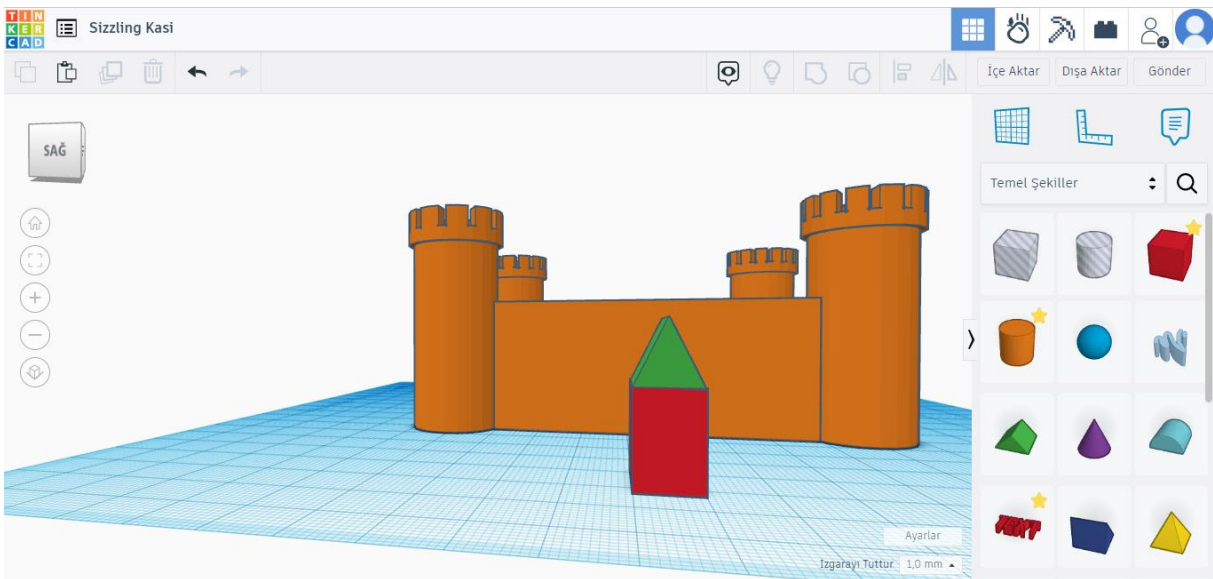 TIN
KER
CAD
Sizzling Kasi
İçe Aktar
Dışa Aktar
Gönder
SAĞ
Temel Şekiller
TEXT
Ayarlar
Izgarayı Tuttur 1,0 mm